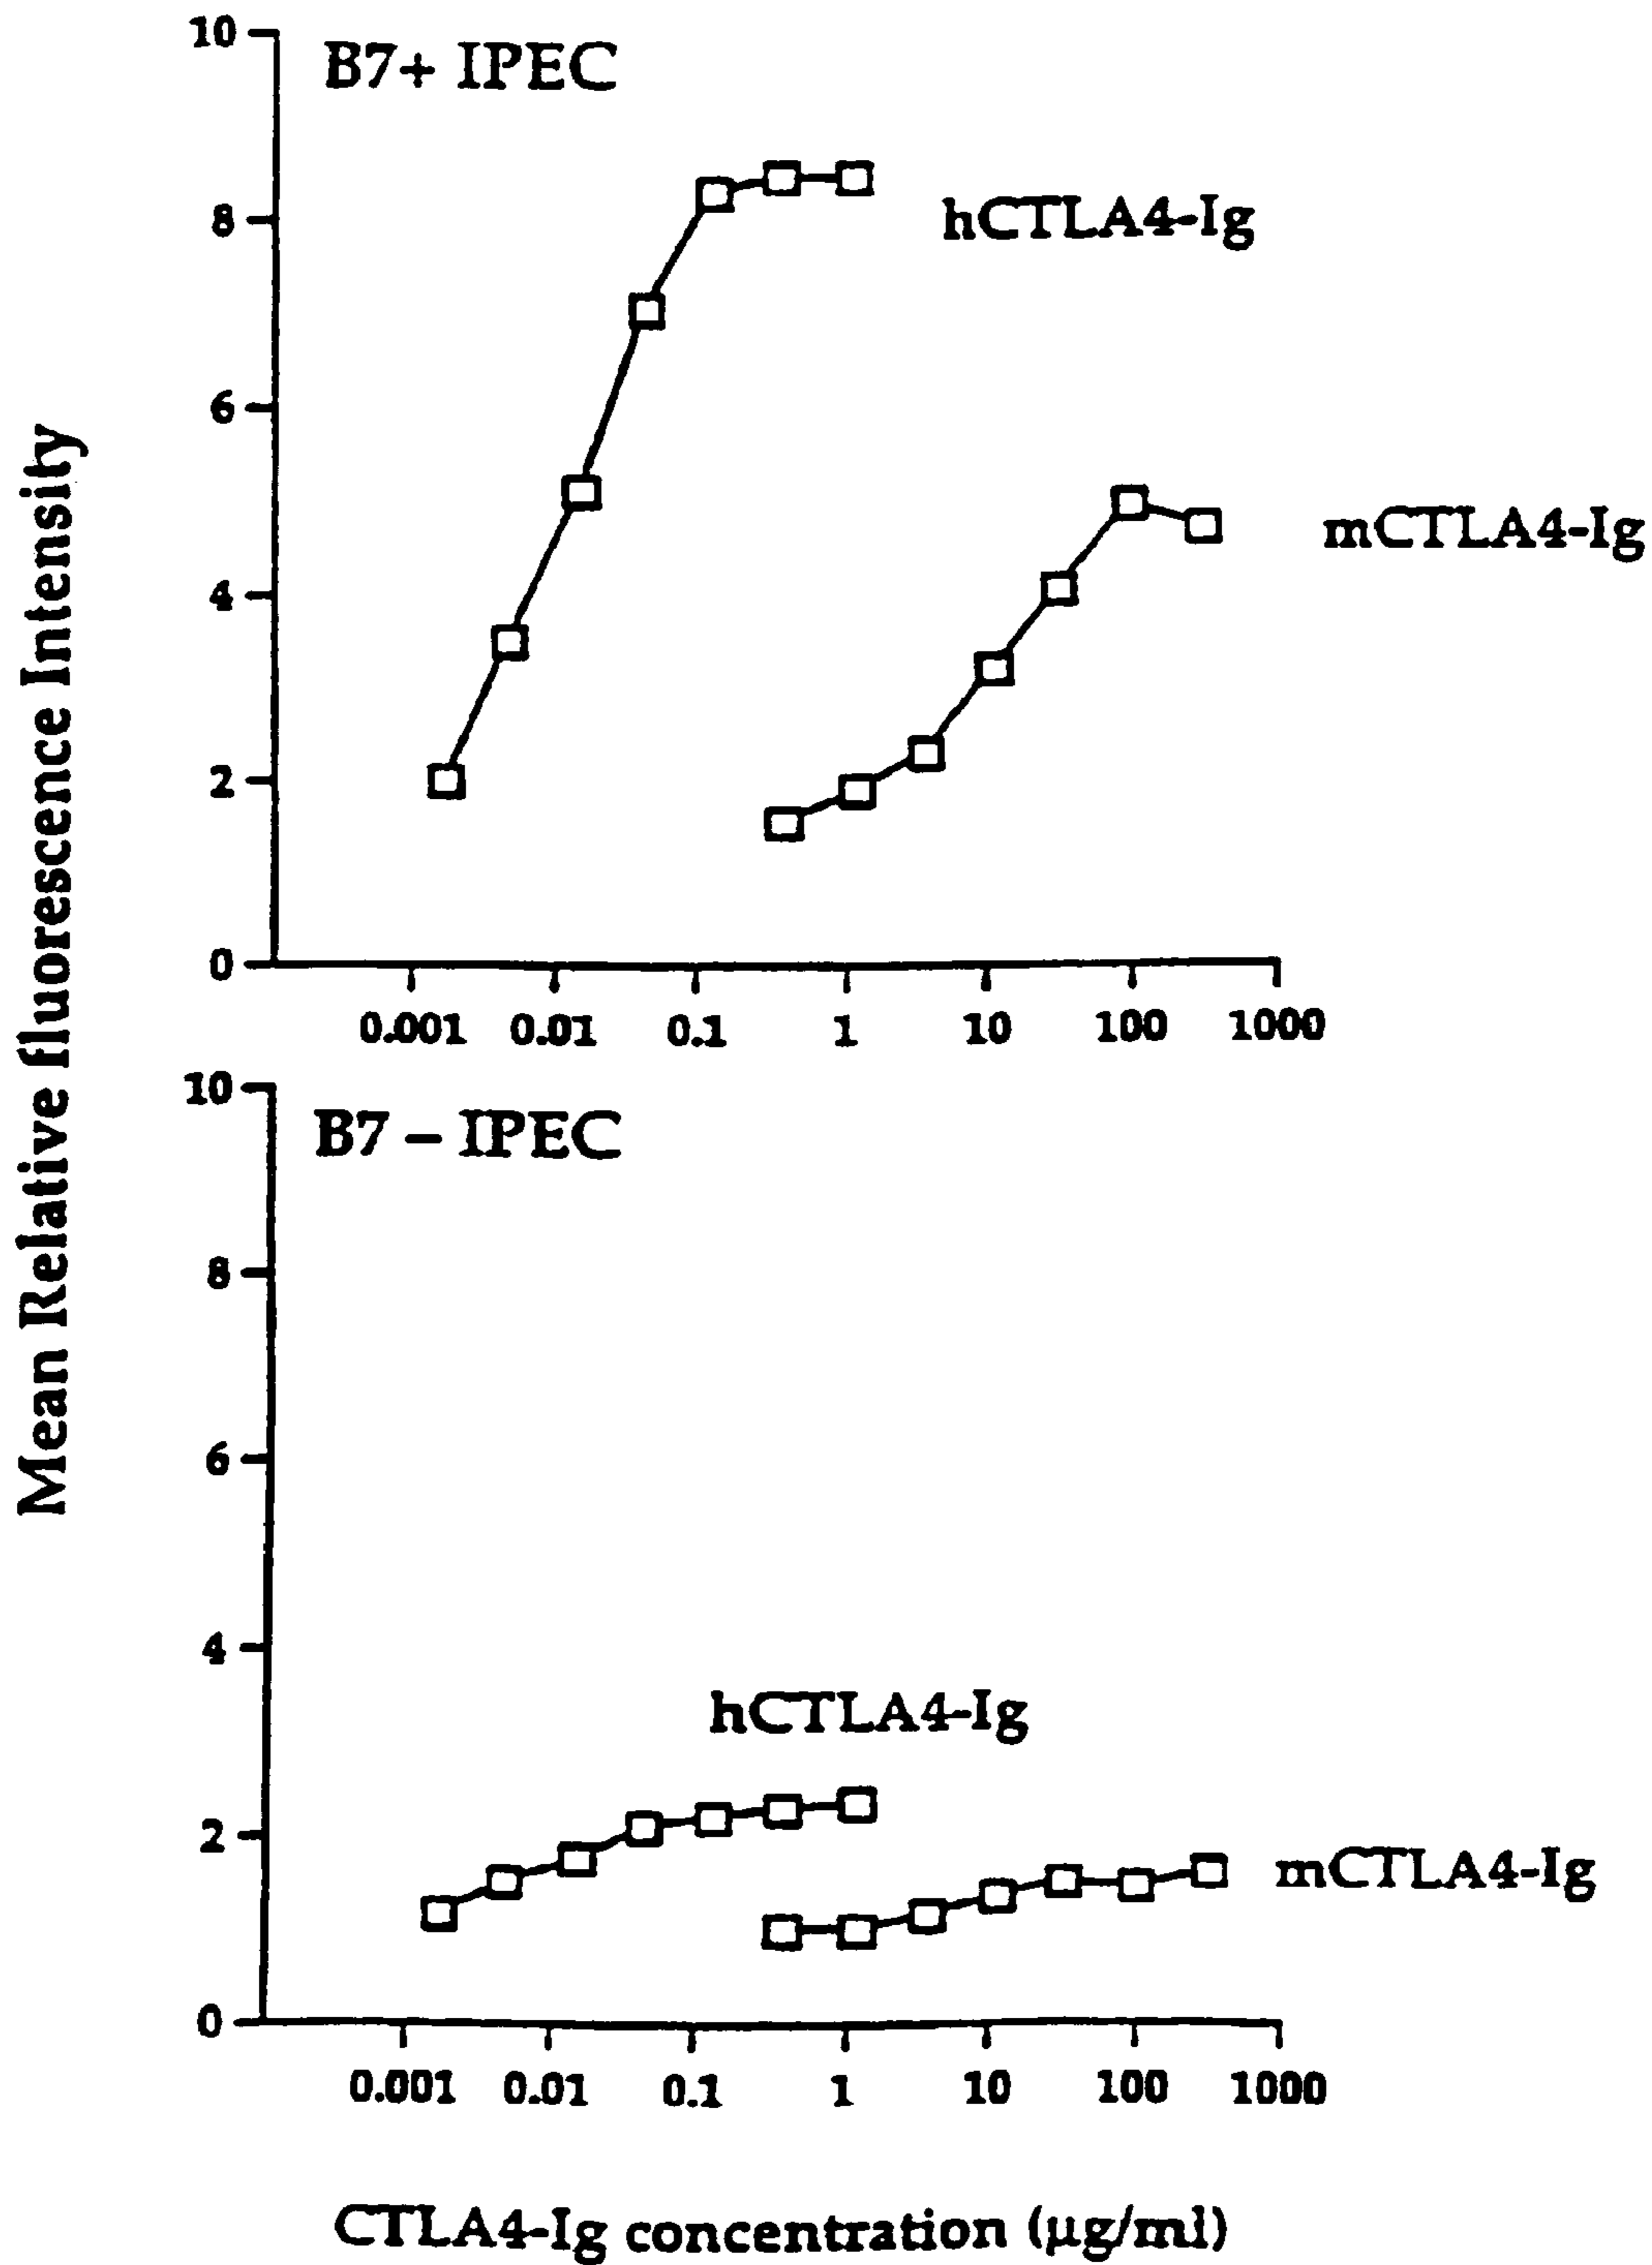 Mean Relative fluorescence Intensity
10
B7+ IPEC
8
hCTLA4-Ig
6
mCTLA4-Ig
4
2
0
0.001 0.01 0.1 1 10 100 1000
10
B7 – IPEC
8
6
4
hCTLA4-Ig
2
mCTLA4-Ig
0
0.001 0.01 0.1 1 10 100 1000
CTLA4-Ig concentration (µg/ml)